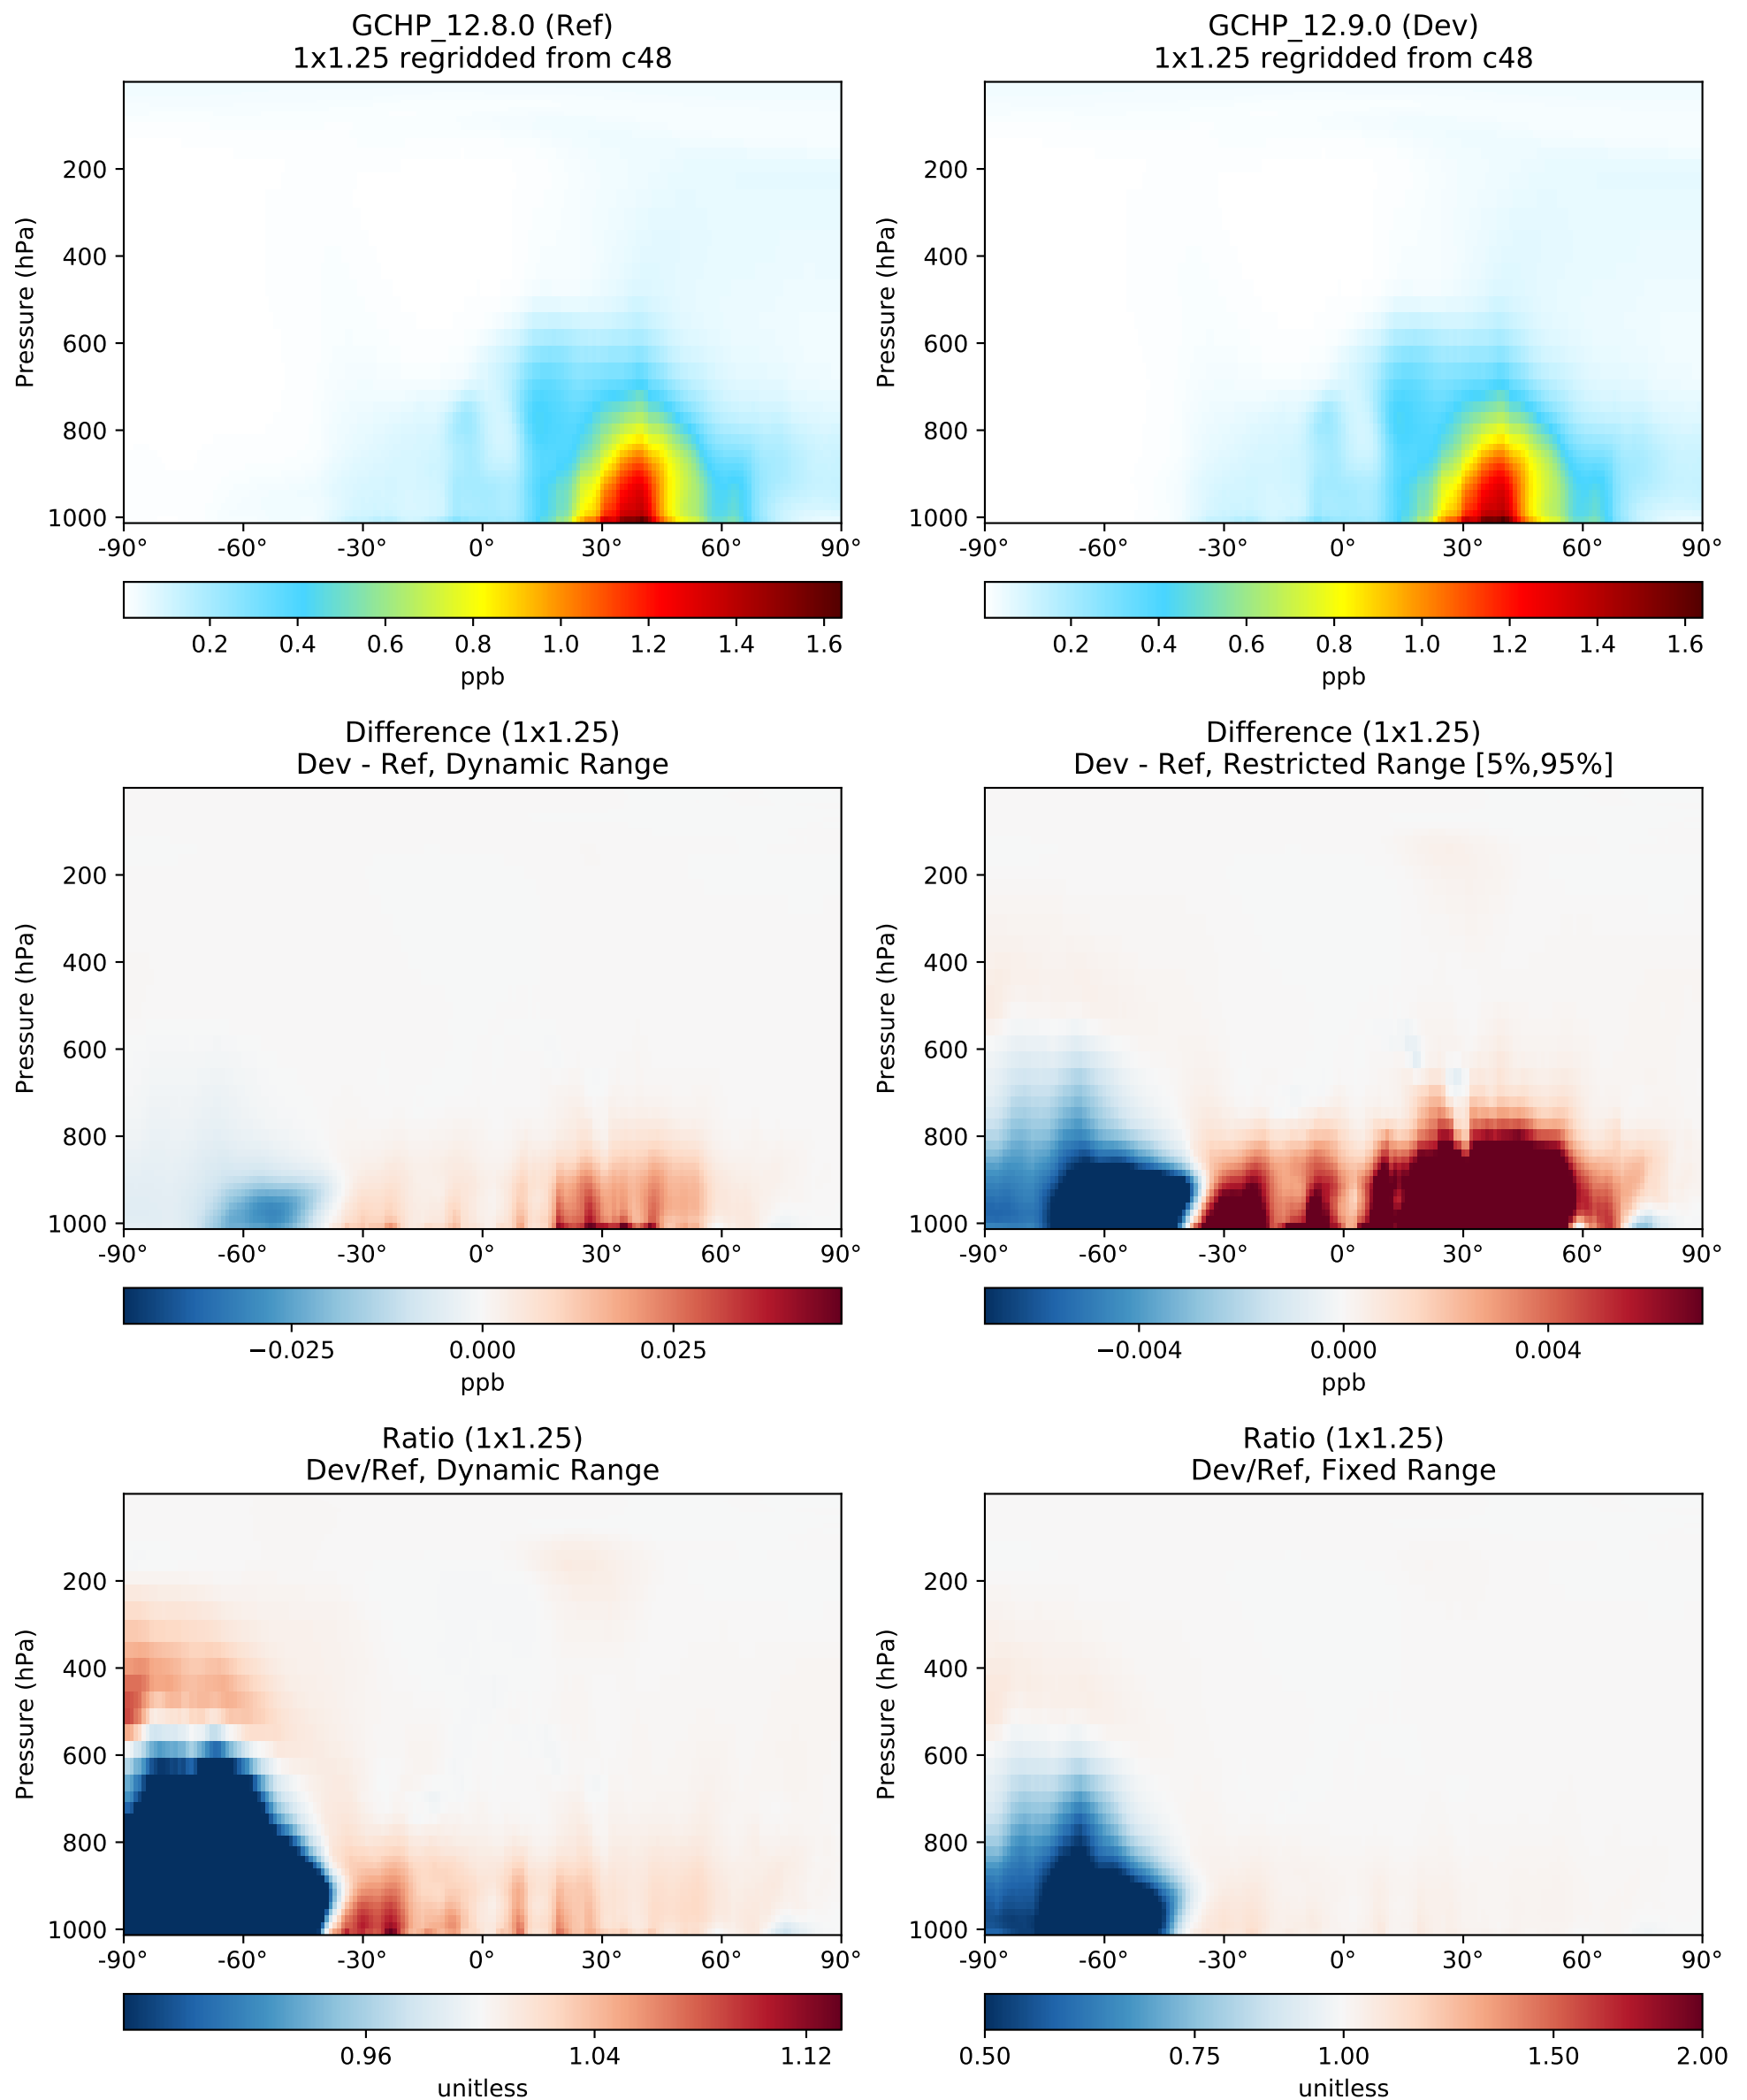 GCHP_12.8.0 (Ref)
1x1.25 regridded from c48
Pressure (hPa)
200
400
600
800
1000
-90° -60° -30° 0° 30° 60° 90°
0.2 0.4 0.6 0.8 1.0 1.2 1.4 1.6
ppb
GCHP_12.9.0 (Dev)
1x1.25 regridded from c48
Pressure (hPa)
200
400
600
800
1000
-90° -60° -30° 0° 30° 60° 90°
0.2 0.4 0.6 0.8 1.0 1.2 1.4 1.6
ppb
Difference (1x1.25)
Dev - Ref, Dynamic Range
Pressure (hPa)
200
400
600
800
1000
-90° -60° -30° 0° 30° 60° 90°
−0.025 0.000 0.025
ppb
Difference (1x1.25)
Dev - Ref, Restricted Range [5%,95%]
Pressure (hPa)
200
400
600
800
1000
-90° -60° -30° 0° 30° 60° 90°
−0.004 0.000 0.004
ppb
Ratio (1x1.25)
Dev/Ref, Dynamic Range
Pressure (hPa)
200
400
600
800
1000
-90° -60° -30° 0° 30° 60° 90°
0.96 1.04 1.12
unitless
Ratio (1x1.25)
Dev/Ref, Fixed Range
Pressure (hPa)
200
400
600
800
1000
-90° -60° -30° 0° 30° 60° 90°
0.50 0.75 1.00 1.50 2.00
unitless